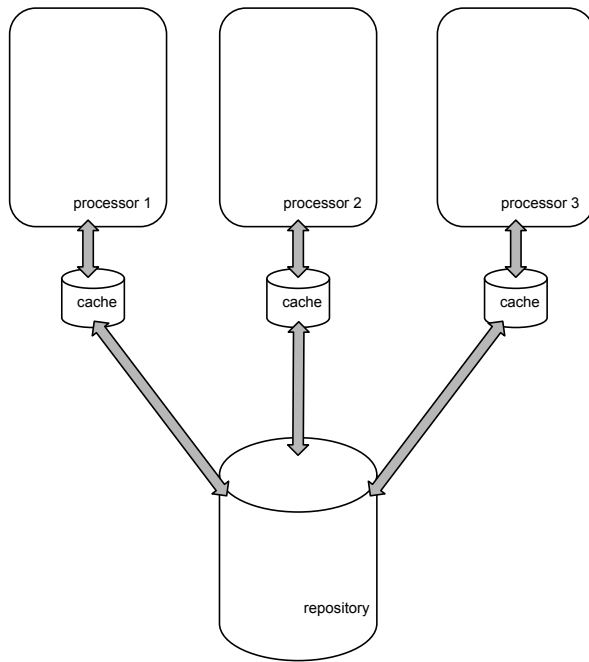 processor 1
processor 2
processor 3
cache
cache
cache
repository